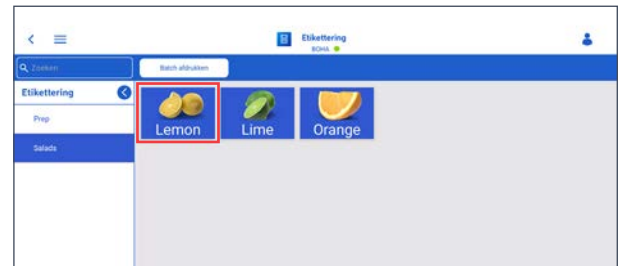 Etikettering
BOHA
Zoeken
Batch afdrukken
Etikettering
Prep
Salads
Lemon
Lime
Orange